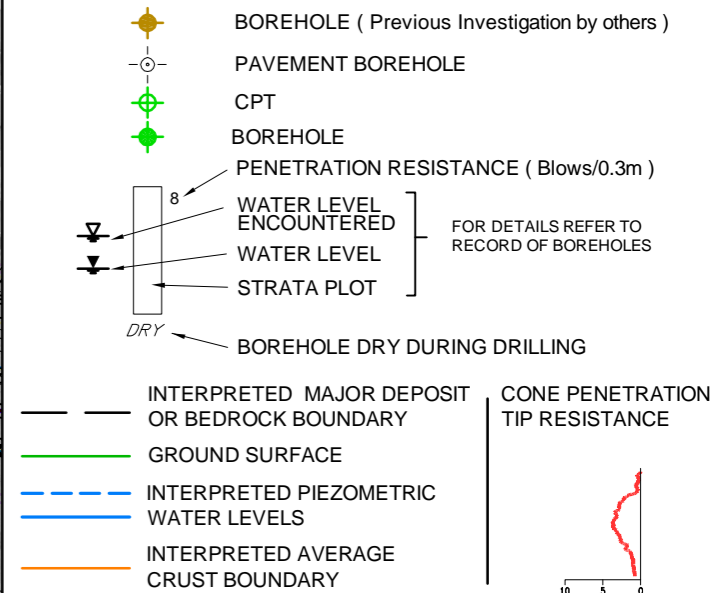 BOREHOLE ( Previous Investigation by others )
PAVEMENT BOREHOLE
CPT
BOREHOLE
PENETRATION RESISTANCE ( Blows/0.3m )
8
WATER LEVEL
ENCOUNTERED
WATER LEVEL
STRATA PLOT
FOR DETAILS REFER TO
RECORD OF BOREHOLES
DRY
BOREHOLE DRY DURING DRILLING
INTERPRETED MAJOR DEPOSIT
OR BEDROCK BOUNDARY
GROUND SURFACE
INTERPRETED PIEZOMETRIC
WATER LEVELS
INTERPRETED AVERAGE
CRUST BOUNDARY
CONE PENETRATION
TIP RESISTANCE
10 5 0